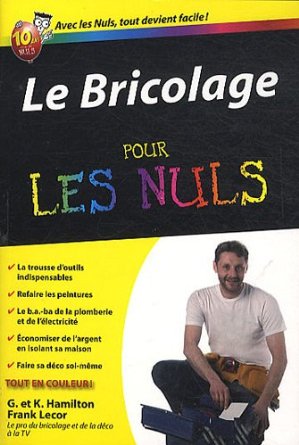 Avec les Nuls, tout devient facile !
10
Le Bricolage
POUR
LES NULS
La trousse d'outils
indispensables
Refaire les peintures
Le b.a.-ba de la plomberie
et de l'électricité
Économiser de l'argent
en isolant sa maison
Faire sa déco soi-même
TOUT EN COULEUR !
G. et K. Hamilton
Frank Lecor
Le pro du bricolage et de la déco
à la TV